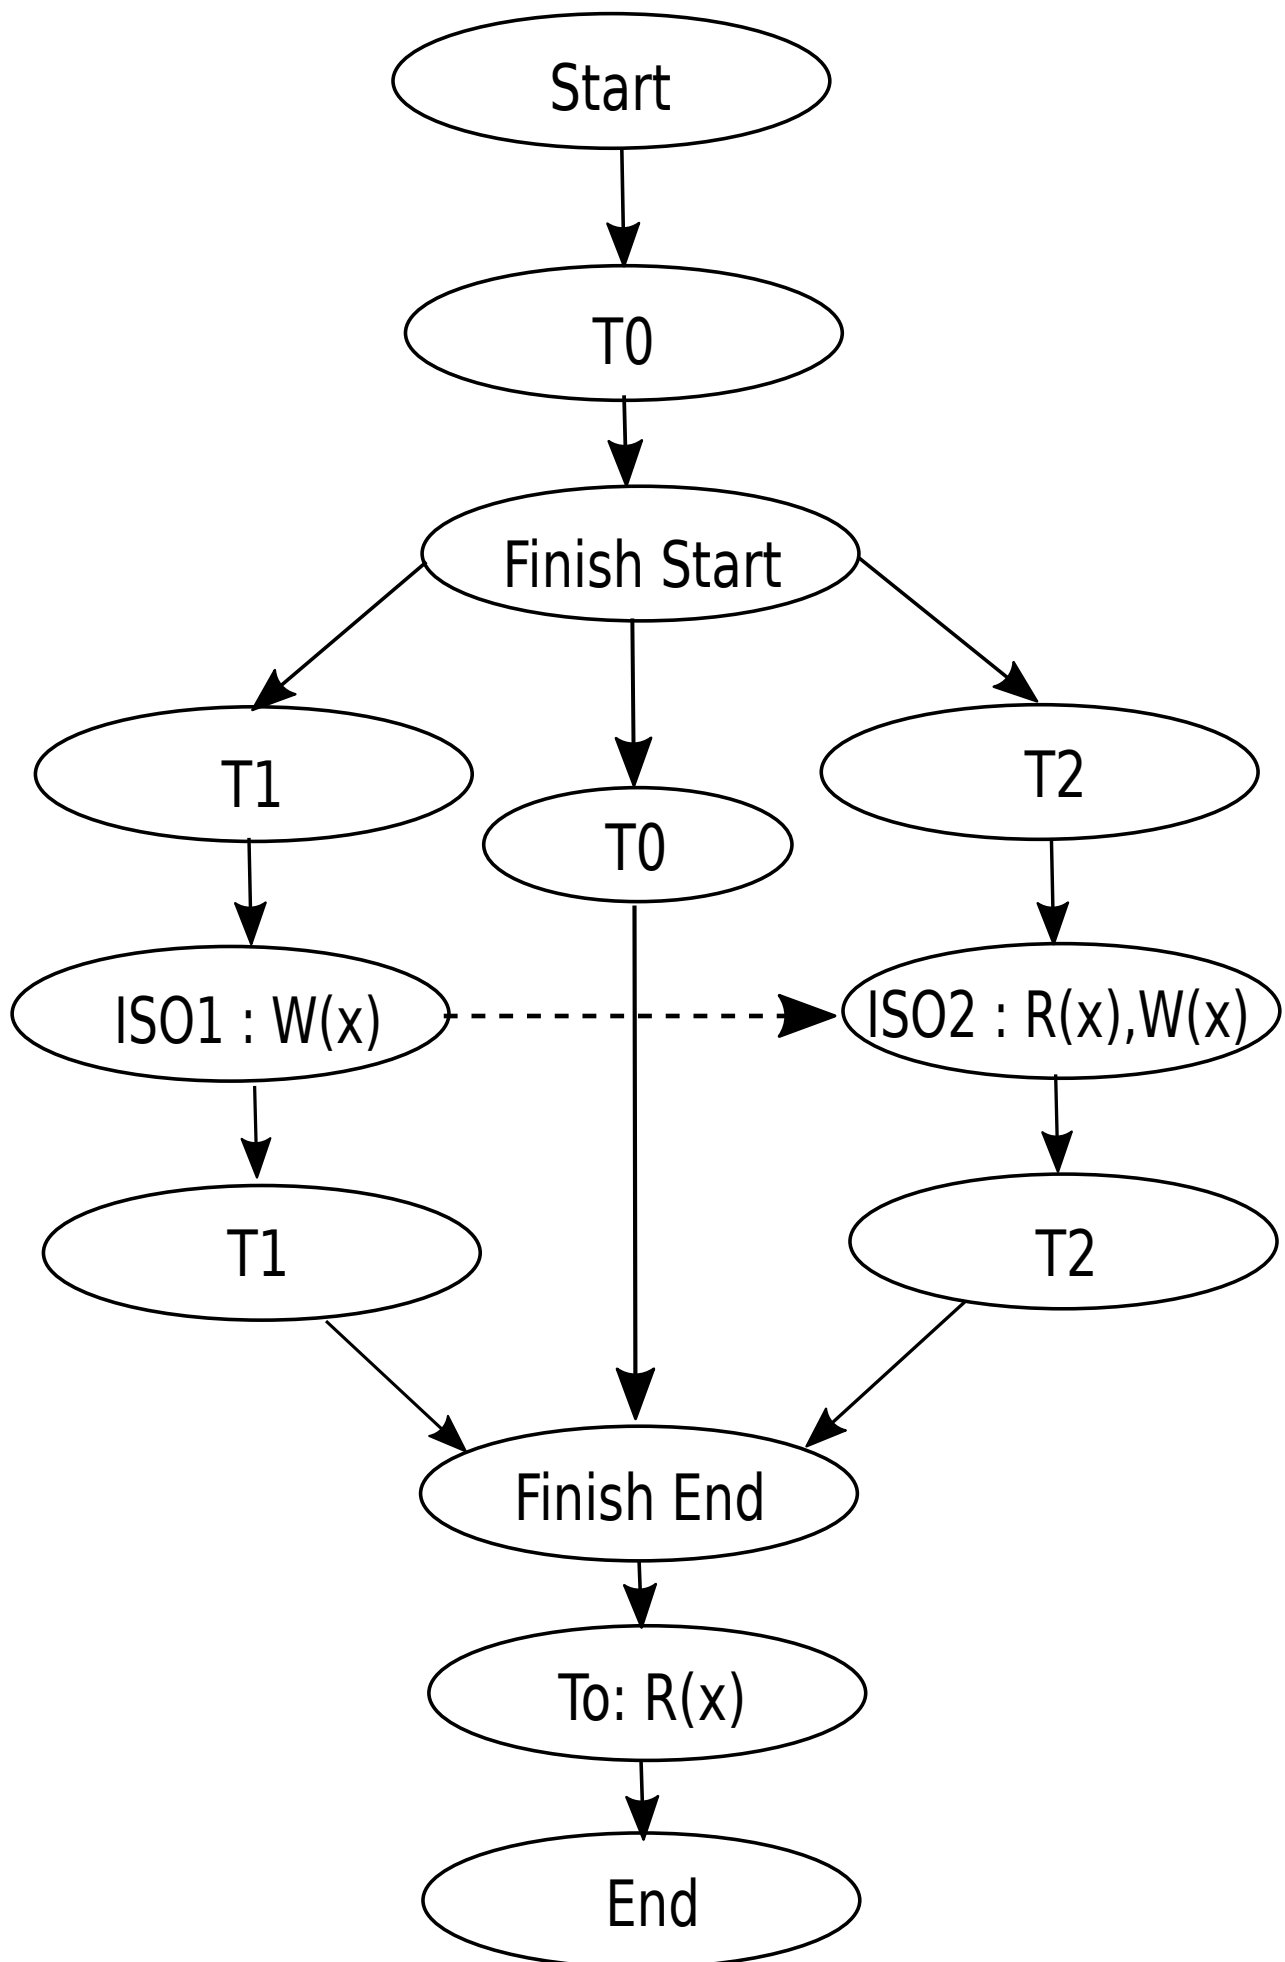 Start
T0
Finish Start
T1
T0
T2
ISO1 : W(x)
ISO2 : R(x),W(x)
T1
T2
Finish End
To: R(x)
End